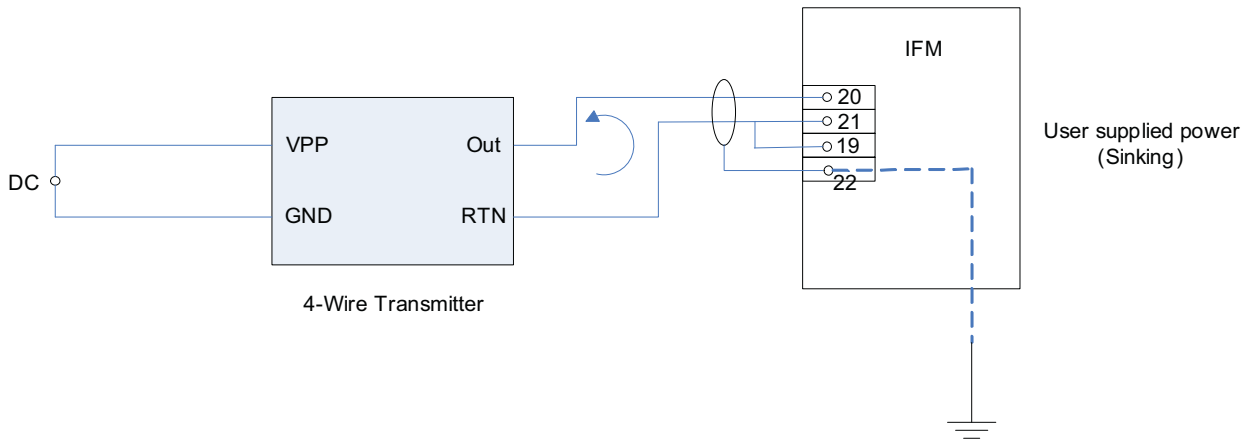 IFM
20
21
19
22
User supplied power
(Sinking)
VPP
Out
DC
GND
RTN
4-Wire Transmitter